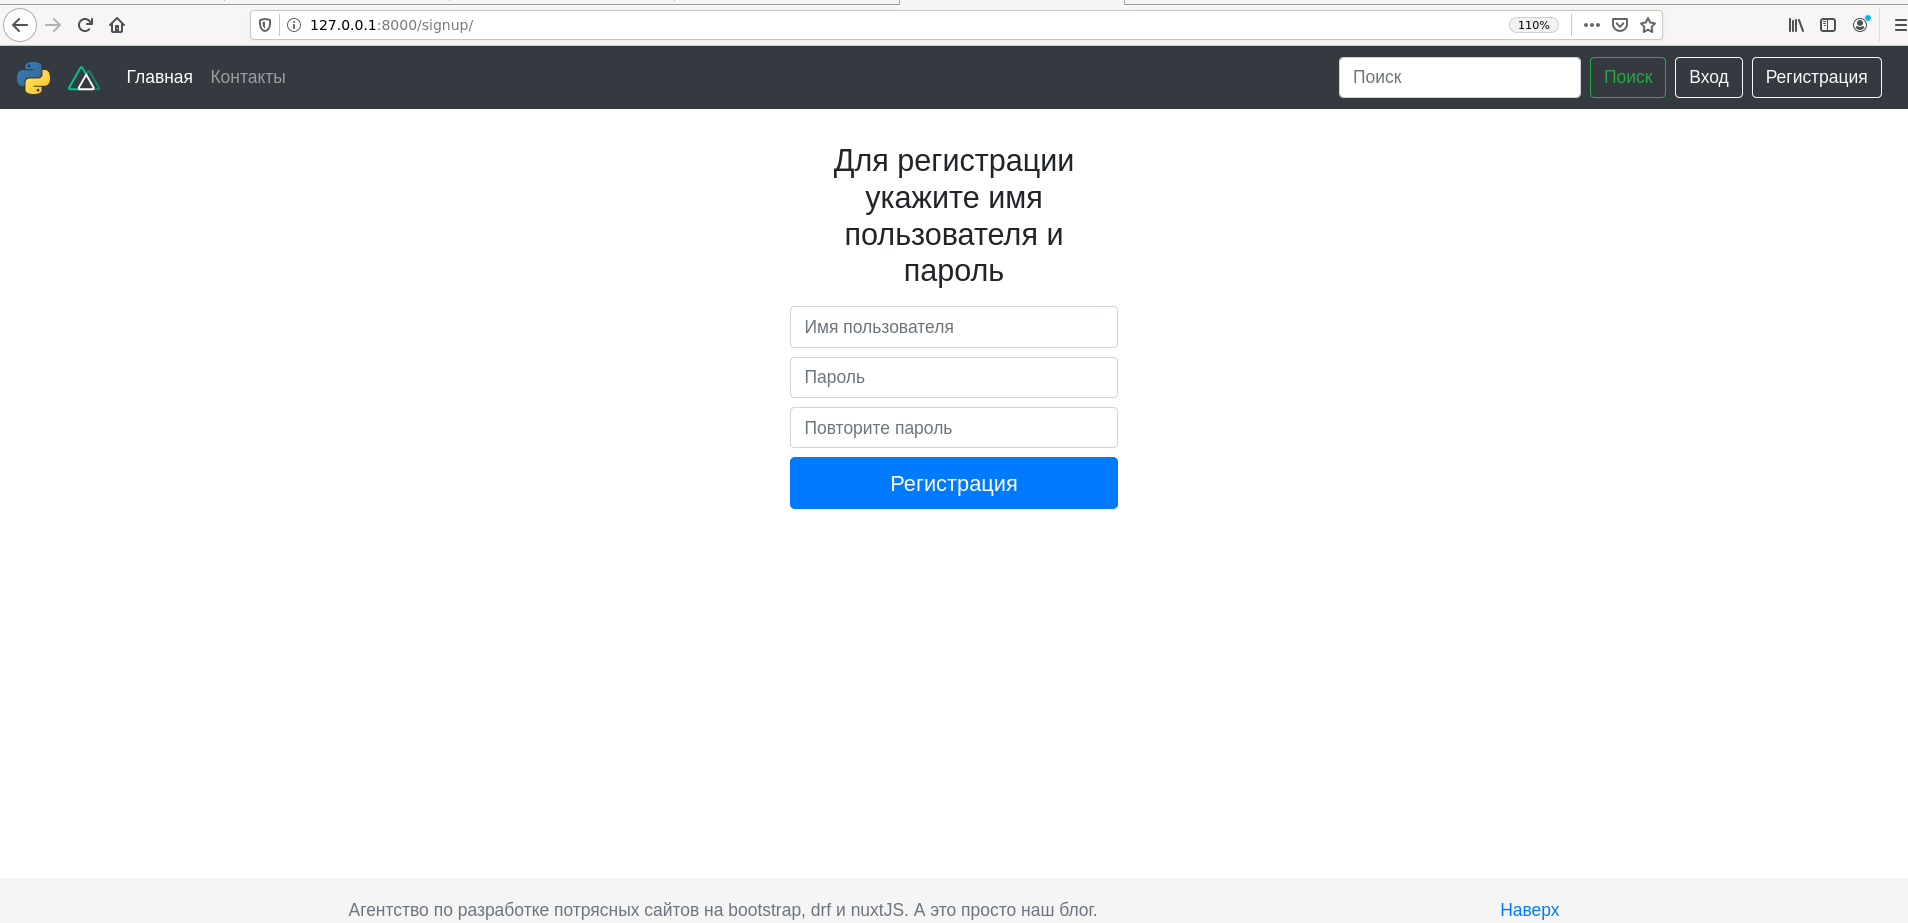 127.0.0.1:8000/signup/ 110%
Главная Контакты Поиск Поиск Вход Регистрация
Для регистрации
укажите имя
пользователя и
пароль
Имя пользователя
Пароль
Повторите пароль
Регистрация
Агентство по разработке потрясных сайтов на bootstrap, drf и nuxtJS. А это просто наш блог. Наверх